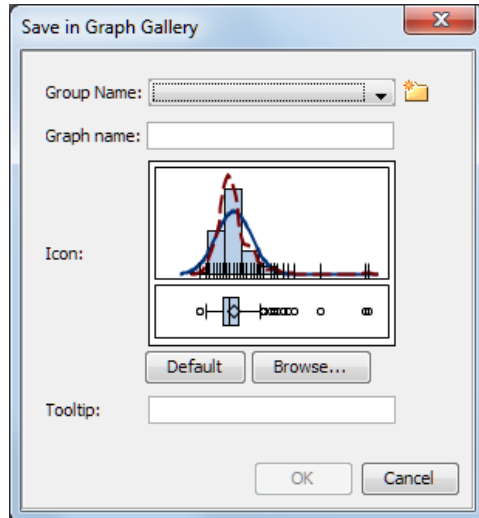 Save in Graph Gallery
Group Name:
Graph name:
Icon:
Default Browse...
Tooltip:
OK Cancel